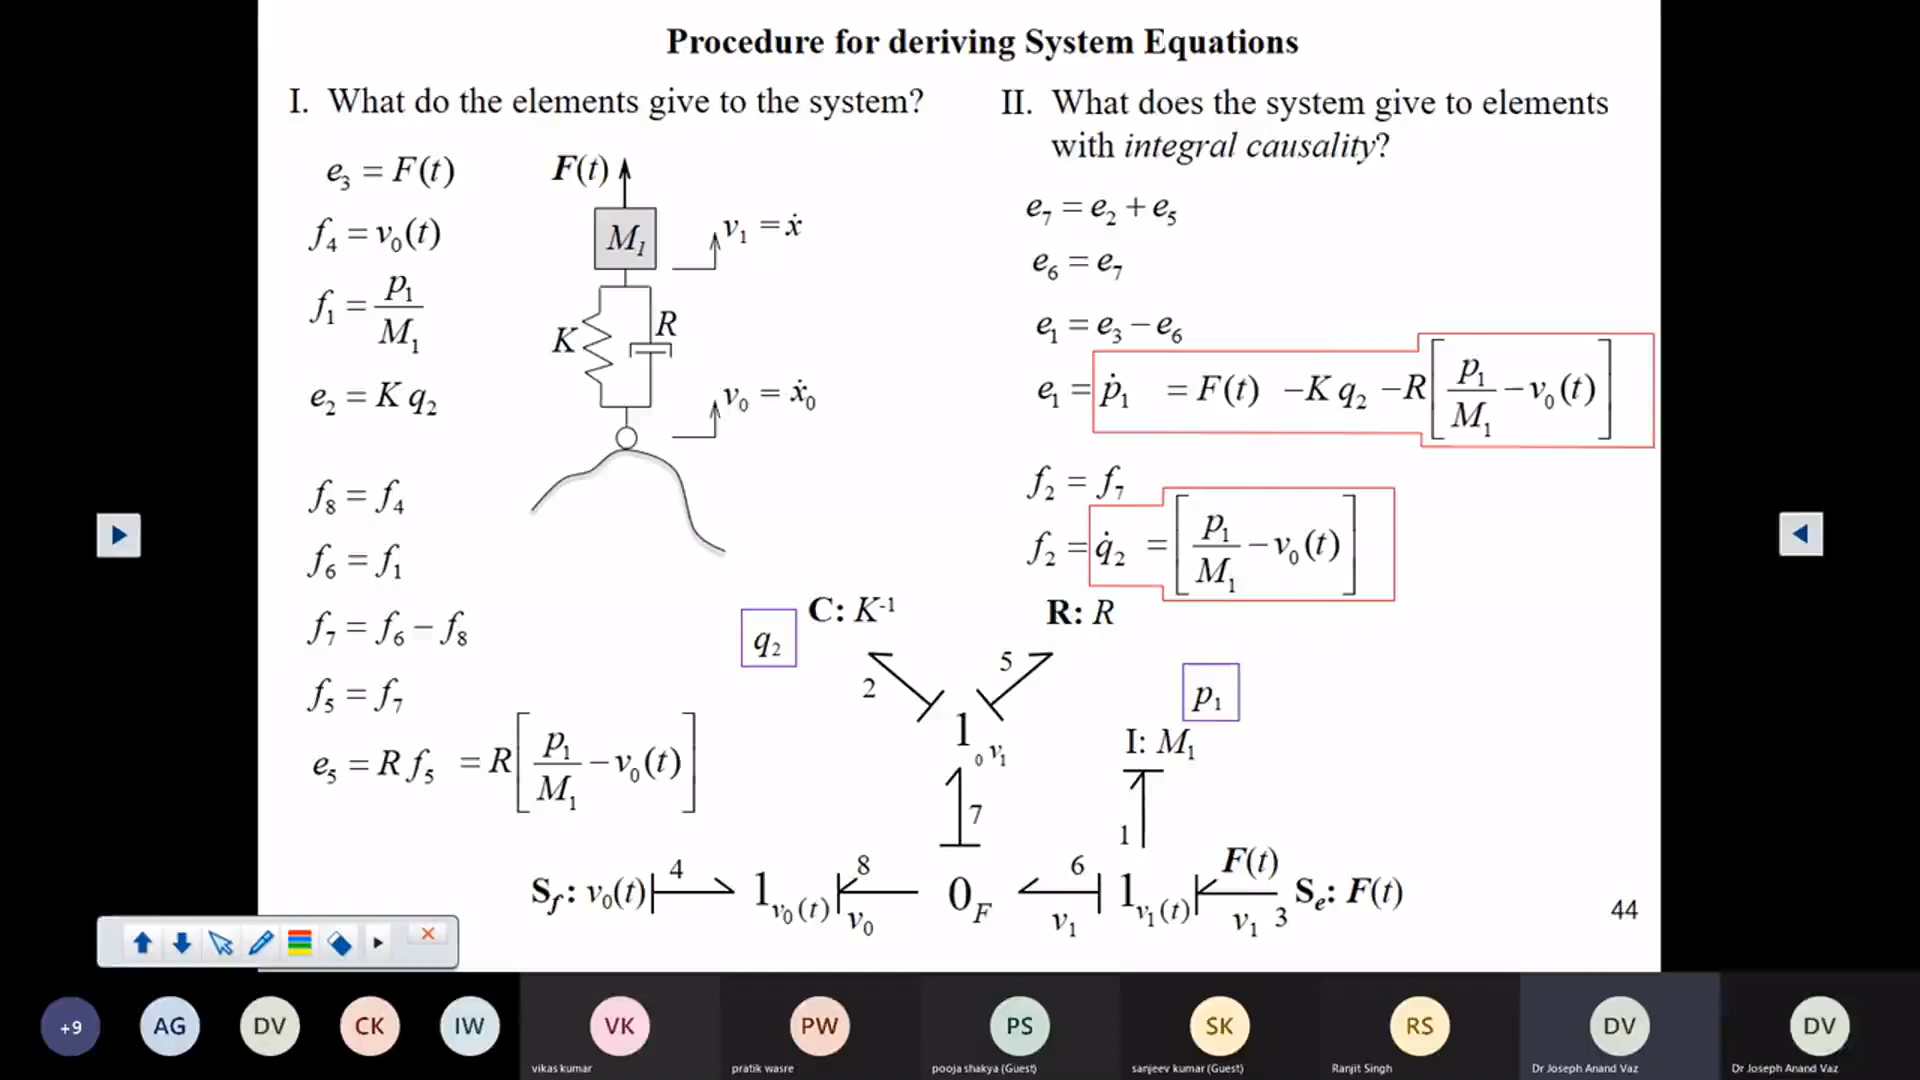 Procedure for deriving System Equations
I. What do the elements give to the system?
e₃ = F(t)
f₄ = v₀(t)
f₁ = p₁/M₁
e₂ = K q₂
f₈ = f₄
f₆ = f₁
f₇ = f₆ − f₈
f₅ = f₇
e₅ = R f₅ = R[p₁/M₁ − v₀(t)]
F(t)
M₁
v₁ = ẋ
K
R
v₀ = ẋ₀
II. What does the system give to elements
with integral causality?
e₇ = e₂ + e₅
e₆ = e₇
e₁ = e₃ − e₆
e₁ = ṗ₁ = F(t) − K q₂ − R[p₁/M₁ − v₀(t)]
f₂ = f₇
f₂ = q̇₂ = [p₁/M₁ − v₀(t)]
q₂
C: K⁻¹
R: R
2
5
p₁
1₀v₁
I: M₁
7
1
S_f: v₀(t)
4
1_v₀(t)
8
v₀
0_F
6
v₁
1_v₁(t)
F(t)
v₁ 3
Sₑ: F(t)
44
+9
AG
DV
CK
IW
VK
vikas kumar
PW
pratik wasre
PS
pooja shakya (Guest)
SK
sanjeev kumar (Guest)
RS
Ranjit Singh
DV
Dr Joseph Anand Vaz
DV
Dr Joseph Anand Vaz